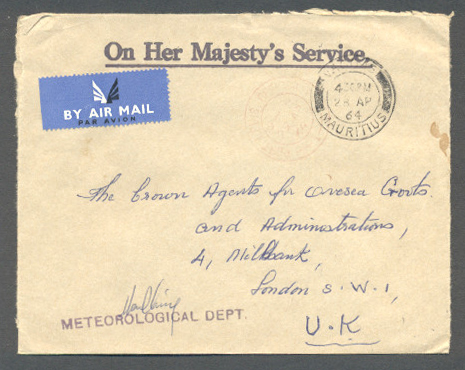 On Her Majesty's Service.
BY AIR MAIL
PAR AVION
4 30 PM
28 AP
64
MAURITIUS
The Crown Agents for Oversea Govts
and Administrations,
4, Millbank,
London S.W.1,
U.K
METEOROLOGICAL DEPT.